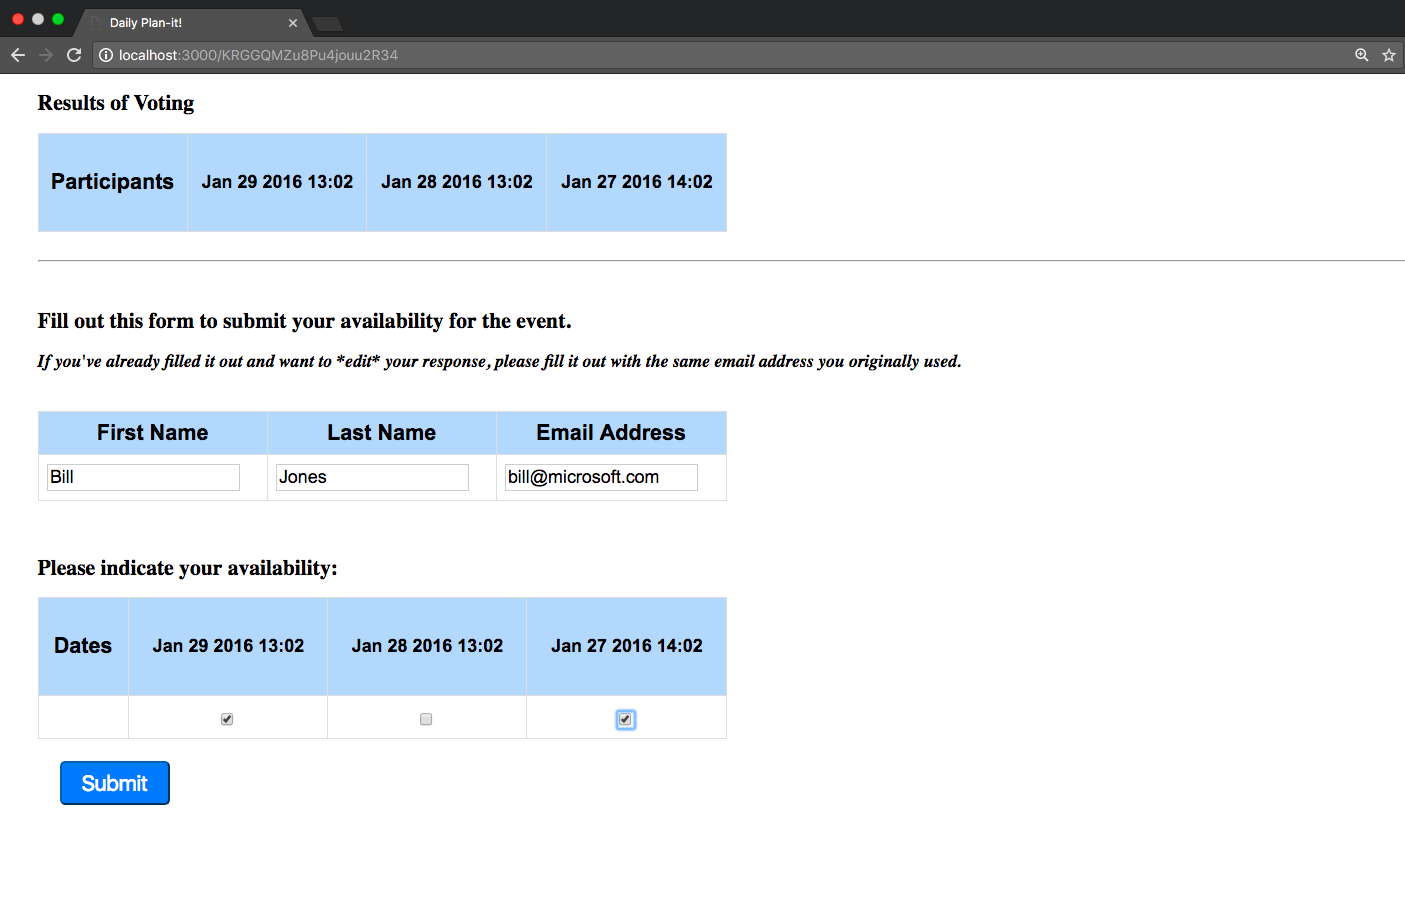 Daily Plan-it!
localhost:3000/KRGGQMZu8Pu4jouu2R34
Results of Voting
Participants Jan 29 2016 13:02 Jan 28 2016 13:02 Jan 27 2016 14:02
Fill out this form to submit your availability for the event.
If you've already filled it out and want to *edit* your response, please fill it out with the same email address you originally used.
First Name Last Name Email Address
Bill Jones bill@microsoft.com
Please indicate your availability:
Dates Jan 29 2016 13:02 Jan 28 2016 13:02 Jan 27 2016 14:02
Submit